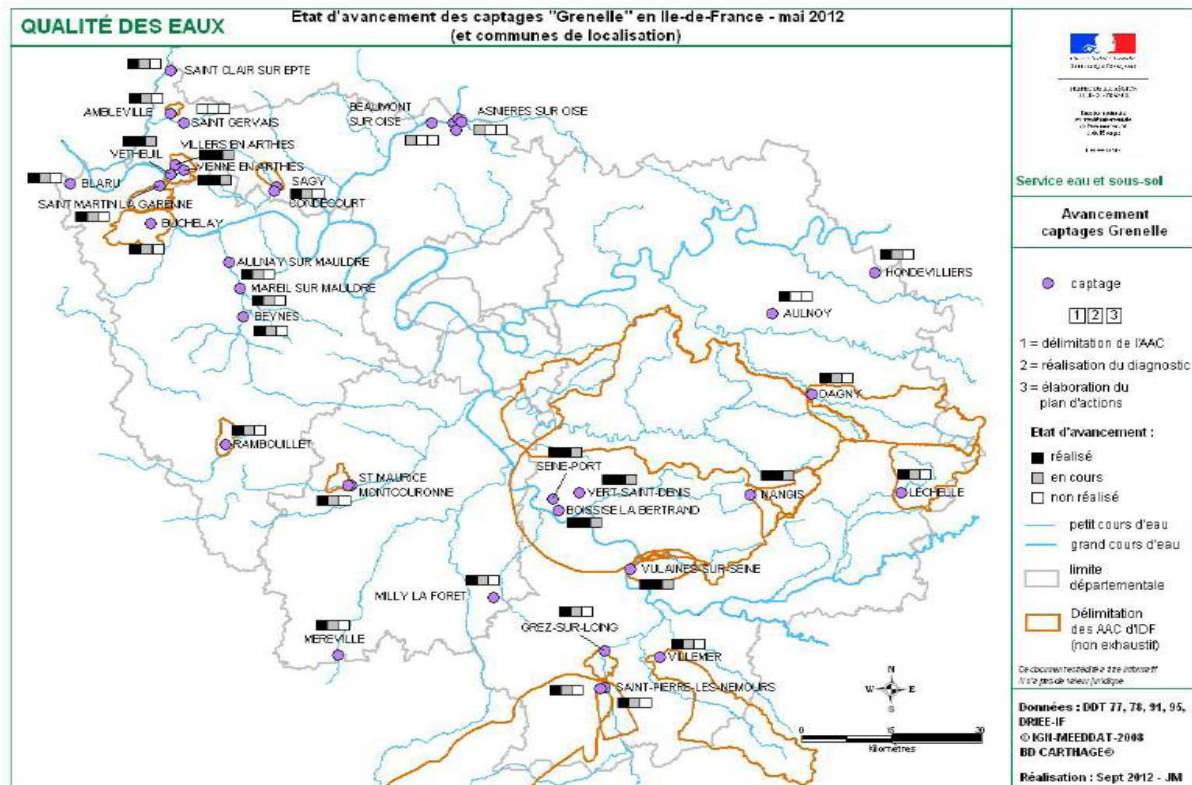 QUALITÉ DES EAUX
Etat d'avancement des captages "Grenelle" en Ile-de-France - mai 2012
(et communes de localisation)
SAINT CLAIR SUR EPTE
AMBLEVILLE
SAINT GERVAIS
BEAUMONT
SUR OISE
ASNIERES SUR OISE
VILLERS EN ARTHIES
VETHEUIL
VIENNE EN ARTHIES
BLARU
SAGY
CONDECOURT
SAINT MARTIN LA GARENNE
BUCHELAY
AULNAY SUR MAULDRE
MAREIL SUR MAULDRE
BEYNES
HONDEVILLIERS
AULNOY
DAGNY
RAMBOUILLET
ST MAURICE
MONTCOURONNE
SEINE-PORT
VERT-SAINT-DENIS
NANGIS
LECHELLE
BOISSISE LA BERTRAND
VULAINES-SUR-SEINE
MILLY LA FORET
GREZ-SUR-LOING
MEREVILLE
VILLEMER
SAINT-PIERRE-LES-NEMOURS
N
W E
S
0 15 30
Kilomètres
Service eau et sous-sol
Avancement
captages Grenelle
captage
1 2 3
1 = délimitation de l'AAC
2 = réalisation du diagnostic
3 = élaboration du
plan d'actions
Etat d'avancement :
réalisé
en cours
non réalisé
petit cours d'eau
grand cours d'eau
limite
départementale
Délimitation
des AAC d'IDF
(non exhaustif)
Données : DDT 77, 78, 91, 95,
DRIEE-IF
© IGN-MEEDDAT-2008
BD CARTHAGE®
Réalisation : Sept 2012 - JM